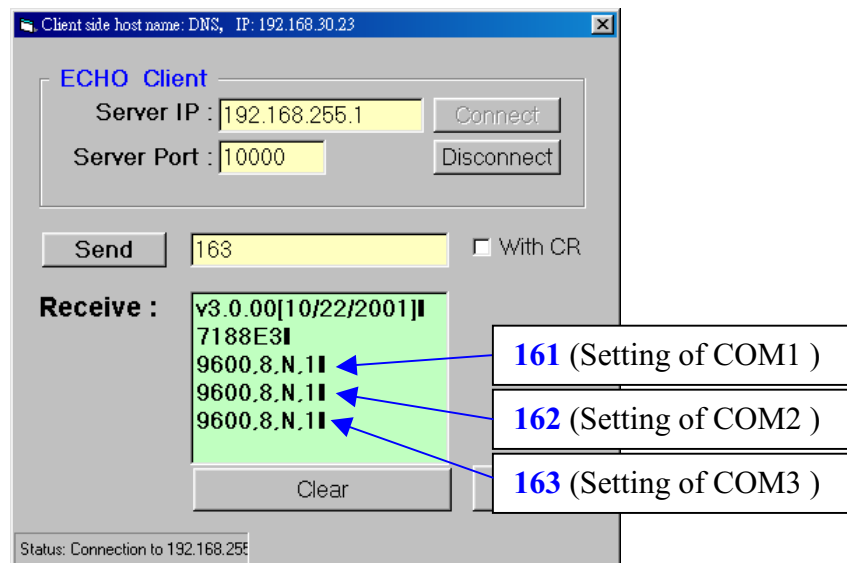 Client side host name: DNS, IP: 192.168.30.23
ECHO Client
Server IP : 192.168.255.1 Connect
Server Port : 10000 Disconnect
Send 163 With CR
Receive :
v3.0.00[10/22/2001]
7188E3
9600,8,N,1
9600,8,N,1
9600,8,N,1
161 (Setting of COM1 )
162 (Setting of COM2 )
163 (Setting of COM3 )
Clear
Status: Connection to 192.168.255